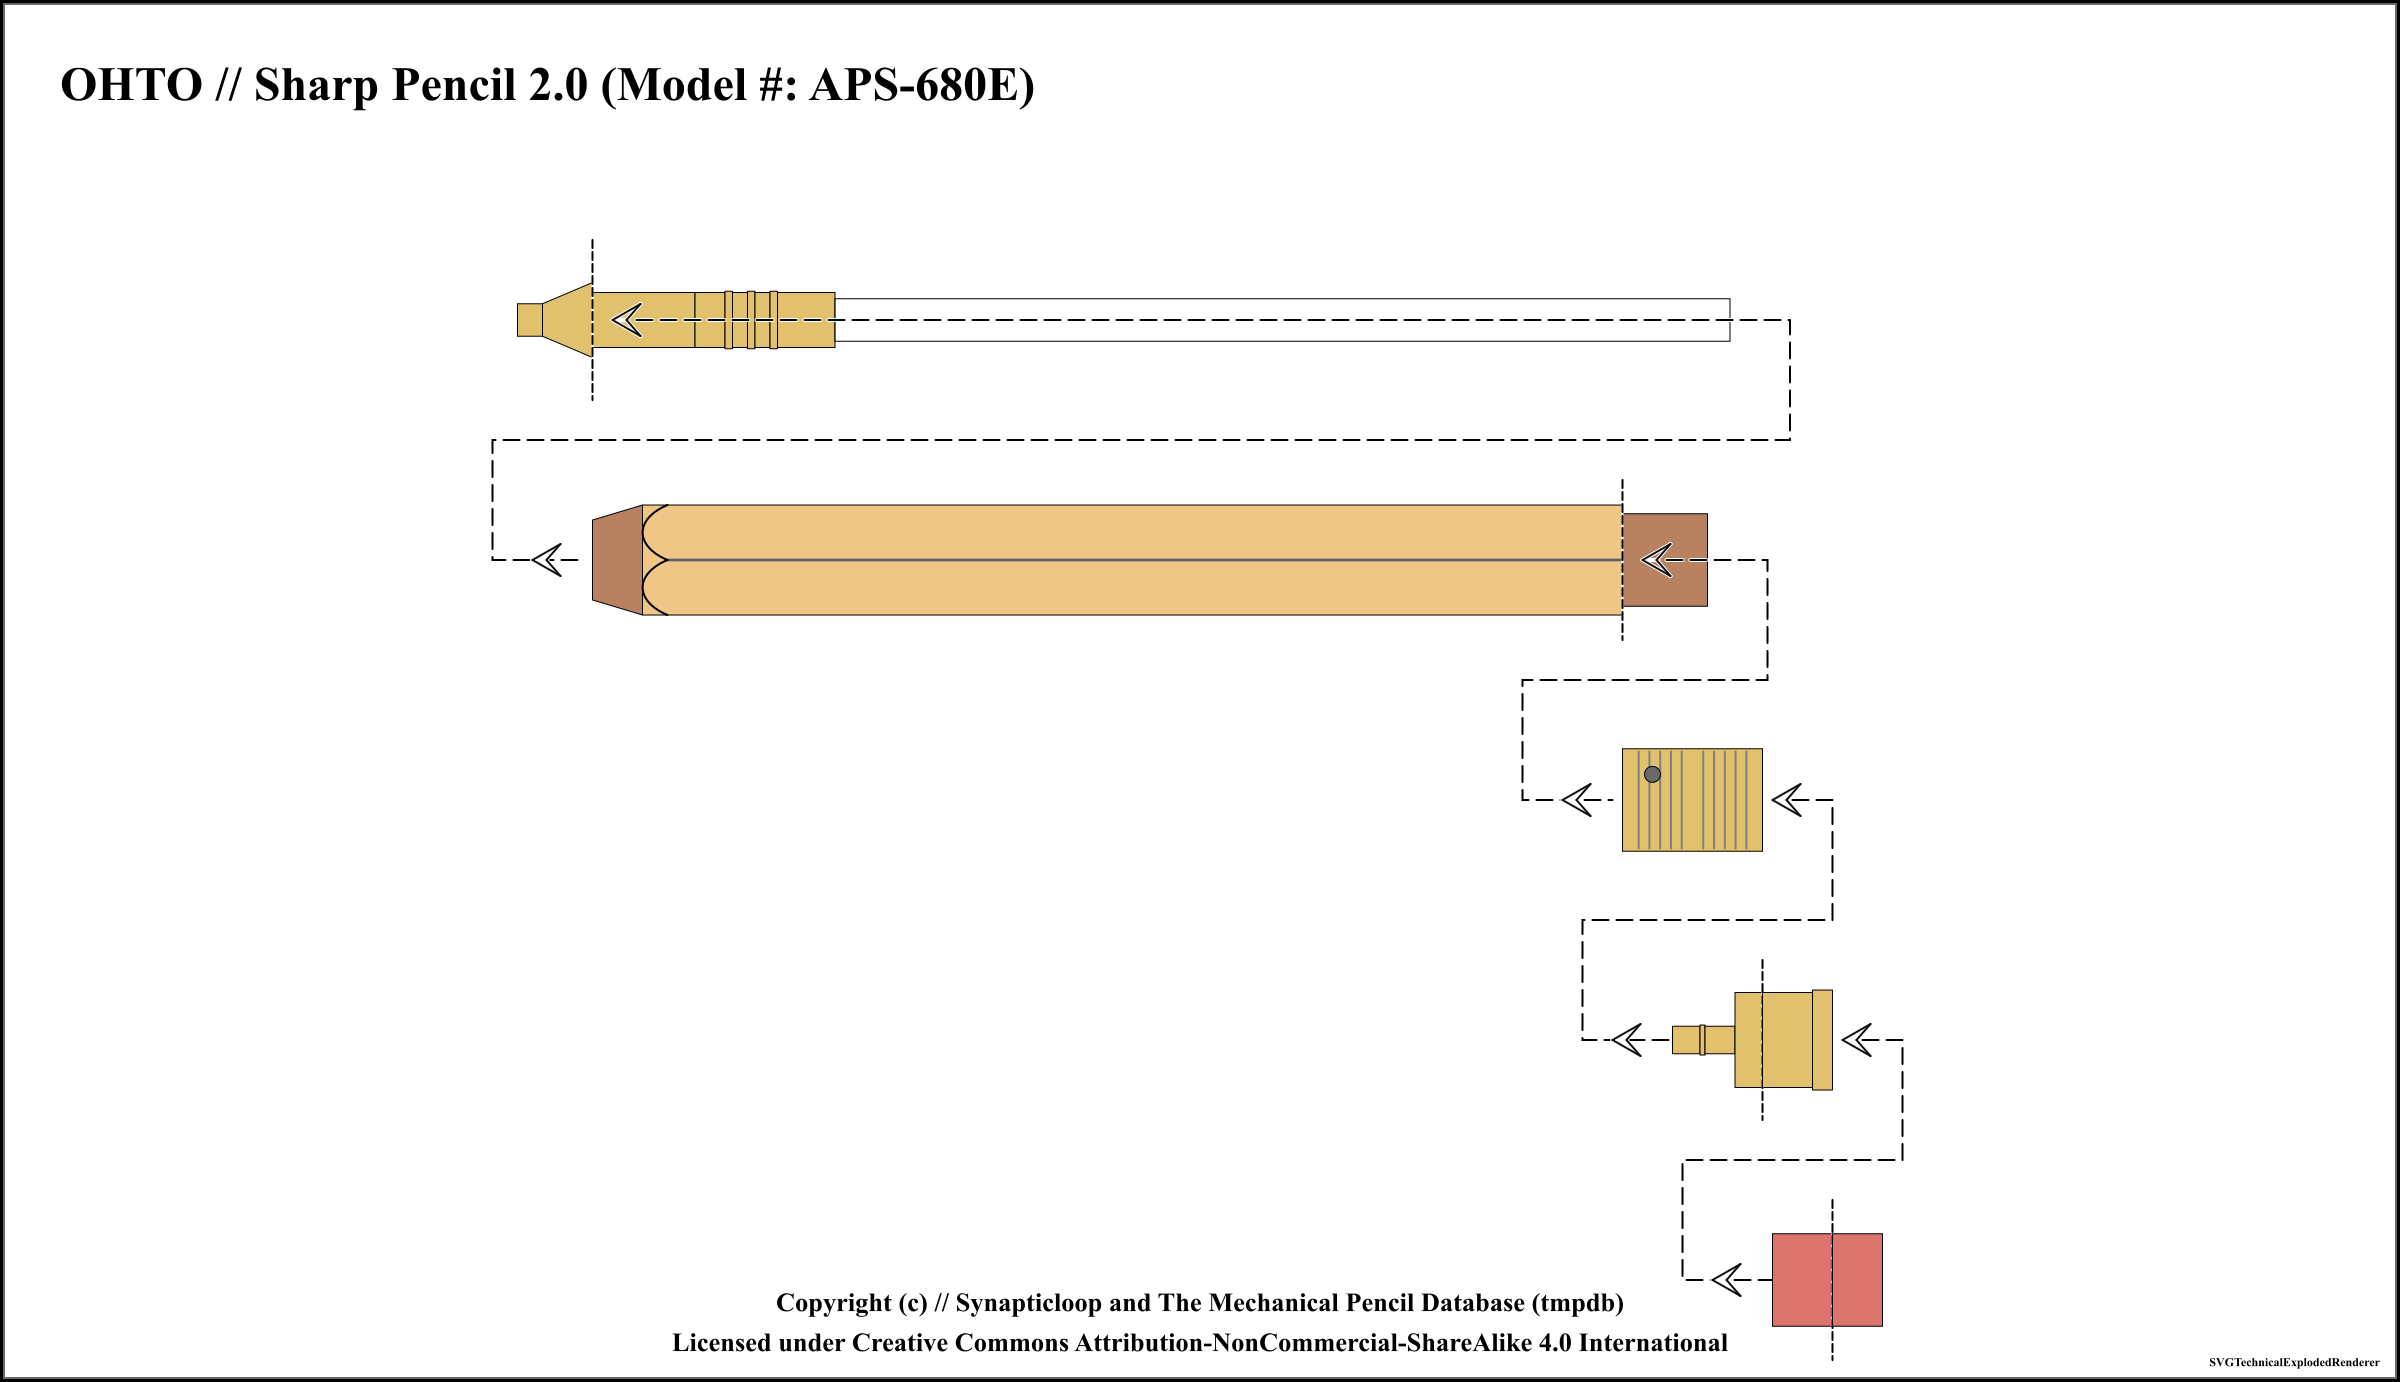 OHTO // Sharp Pencil 2.0 (Model #: APS-680E)
Copyright (c) // Synapticloop and The Mechanical Pencil Database (tmpdb)
Licensed under Creative Commons Attribution-NonCommercial-ShareAlike 4.0 International
SVGTechnicalExplodedRenderer